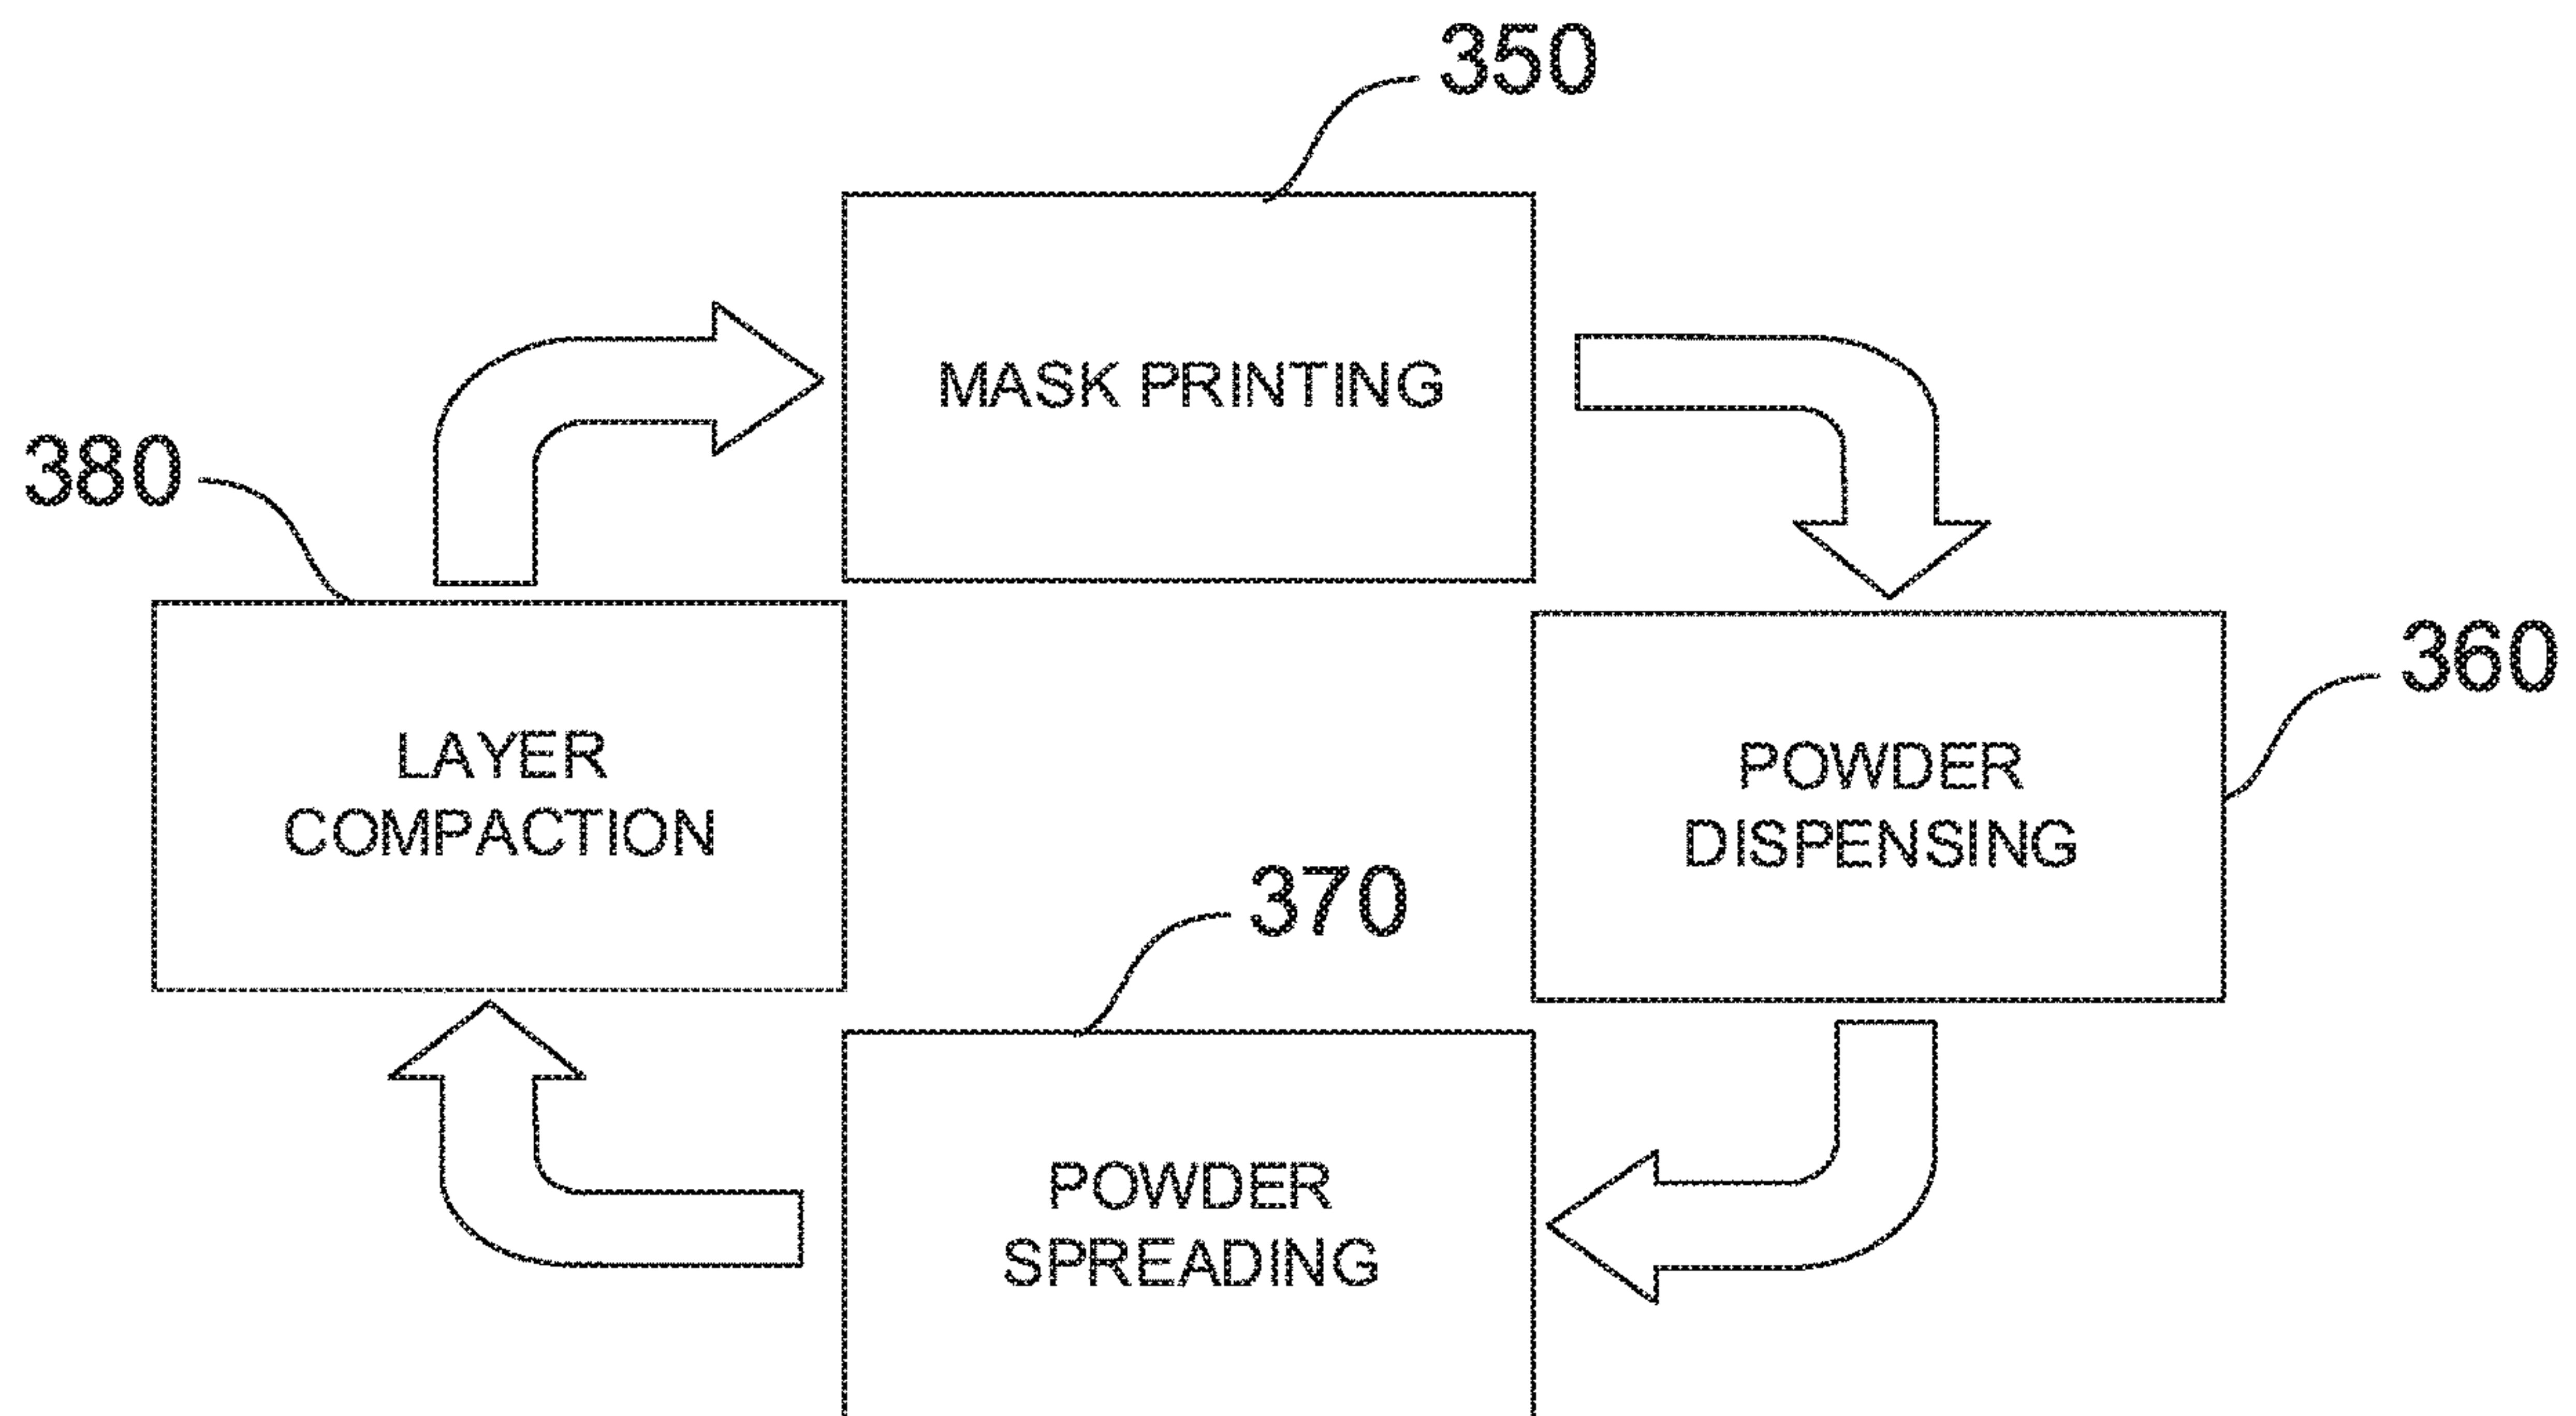 350
MASK PRINTING
380
360
LAYER
COMPACTION
POWDER
DISPENSING
370
POWDER
SPREADING